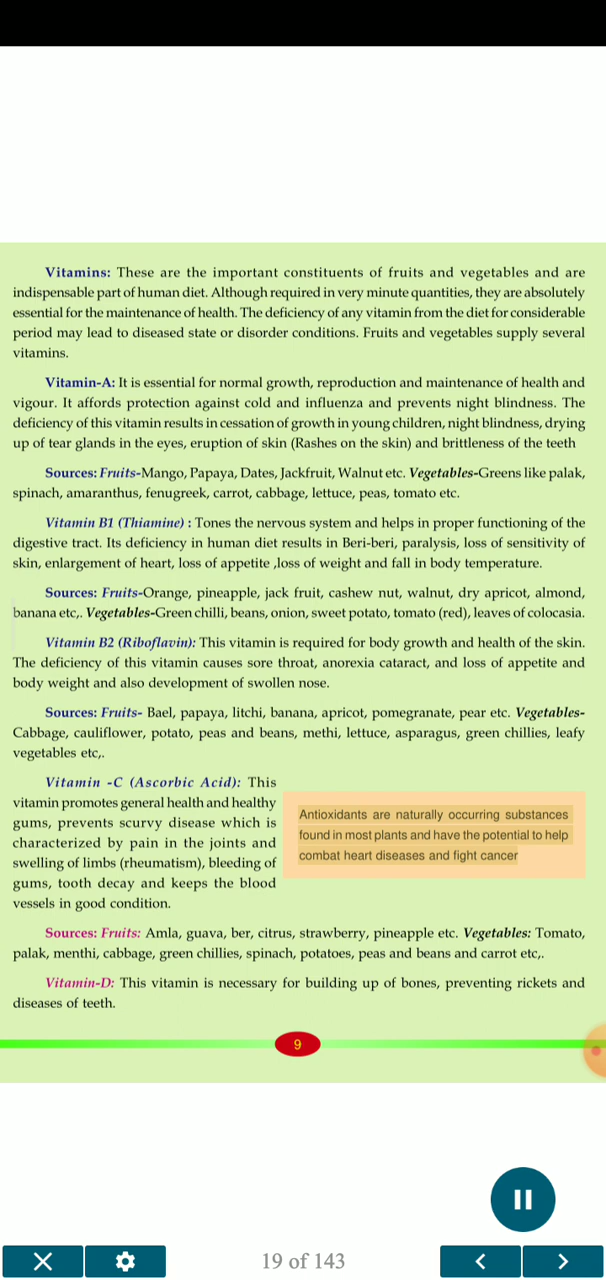 Vitamins: These are the important constituents of fruits and vegetables and are
indispensable part of human diet. Although required in very minute quantities, they are absolutely
essential for the maintenance of health. The deficiency of any vitamin from the diet for considerable
period may lead to diseased state or disorder conditions. Fruits and vegetables supply several
vitamins.
Vitamin-A: It is essential for normal growth, reproduction and maintenance of health and
vigour. It affords protection against cold and influenza and prevents night blindness. The
deficiency of this vitamin results in cessation of growth in young children, night blindness, drying
up of tear glands in the eyes, eruption of skin (Rashes on the skin) and brittleness of the teeth
Sources: Fruits-Mango, Papaya, Dates, Jackfruit, Walnut etc. Vegetables-Greens like palak,
spinach, amaranthus, fenugreek, carrot, cabbage, lettuce, peas, tomato etc.
Vitamin B1 (Thiamine) : Tones the nervous system and helps in proper functioning of the
digestive tract. Its deficiency in human diet results in Beri-beri, paralysis, loss of sensitivity of
skin, enlargement of heart, loss of appetite ,loss of weight and fall in body temperature.
Sources: Fruits-Orange, pineapple, jack fruit, cashew nut, walnut, dry apricot, almond,
banana etc,. Vegetables-Green chilli, beans, onion, sweet potato, tomato (red), leaves of colocasia.
Vitamin B2 (Riboflavin): This vitamin is required for body growth and health of the skin.
The deficiency of this vitamin causes sore throat, anorexia cataract, and loss of appetite and
body weight and also development of swollen nose.
Sources: Fruits- Bael, papaya, litchi, banana, apricot, pomegranate, pear etc. Vegetables-
Cabbage, cauliflower, potato, peas and beans, methi, lettuce, asparagus, green chillies, leafy
vegetables etc,.
Vitamin -C (Ascorbic Acid): This
vitamin promotes general health and healthy
gums, prevents scurvy disease which is
characterized by pain in the joints and
swelling of limbs (rheumatism), bleeding of
gums, tooth decay and keeps the blood
vessels in good condition.
Antioxidants are naturally occurring substances
found in most plants and have the potential to help
combat heart diseases and fight cancer
Sources: Fruits: Amla, guava, ber, citrus, strawberry, pineapple etc. Vegetables: Tomato,
palak, menthi, cabbage, green chillies, spinach, potatoes, peas and beans and carrot etc,.
Vitamin-D: This vitamin is necessary for building up of bones, preventing rickets and
diseases of teeth.
9
19 of 143